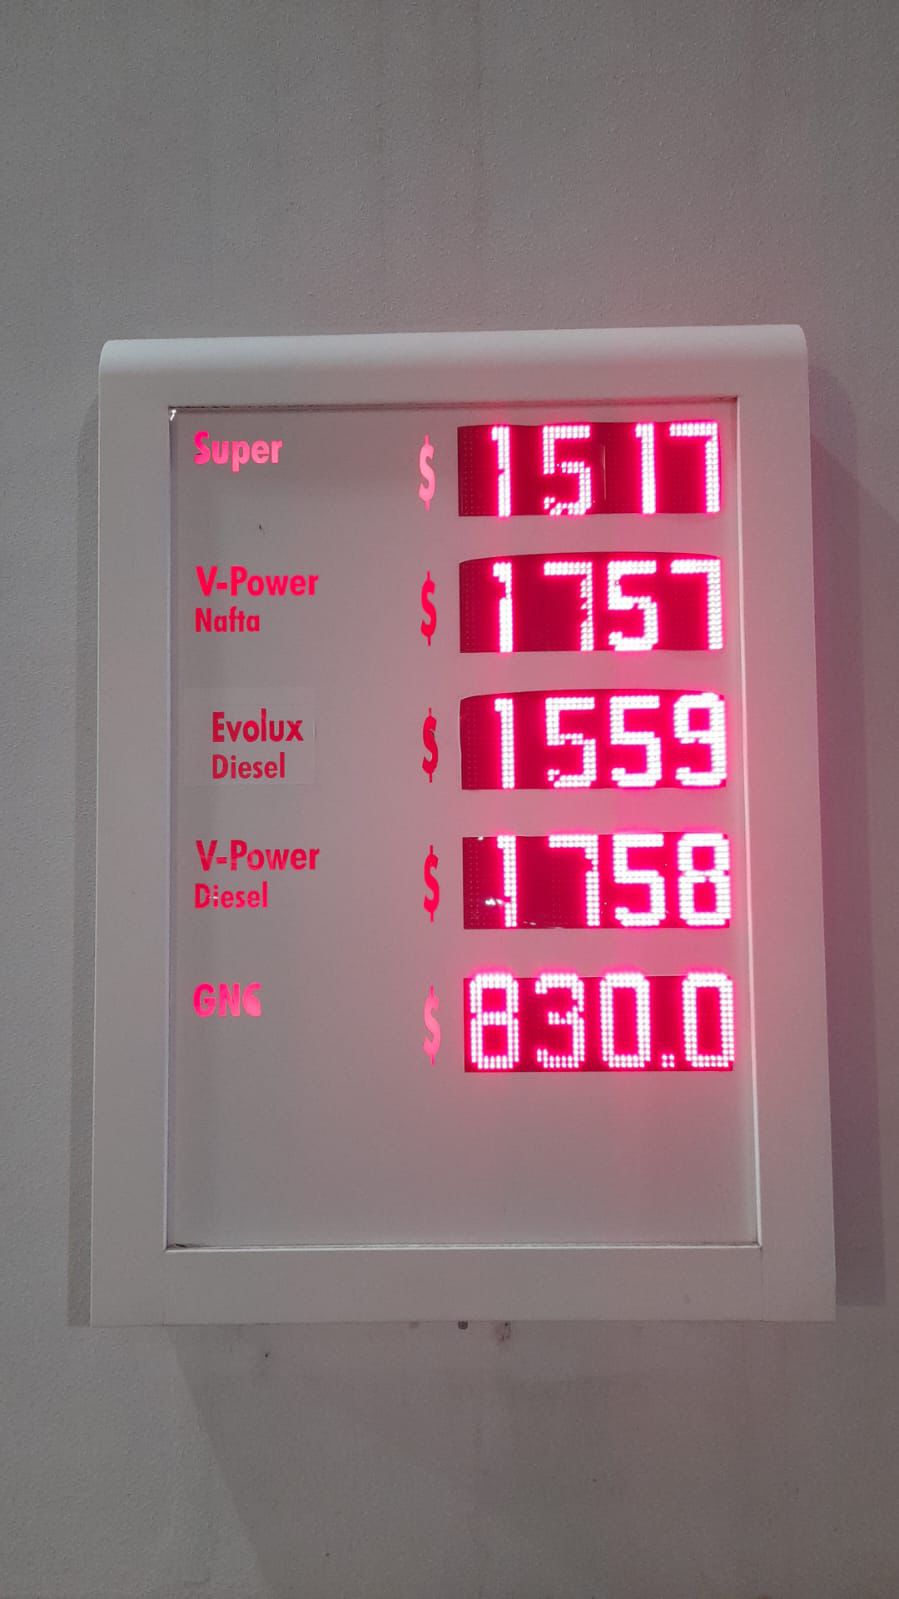 Super $ 1517
V-Power
Nafta $ 1757
Evolux
Diesel $ 1559
V-Power
Diesel $ 1758
GNC $ 830.0